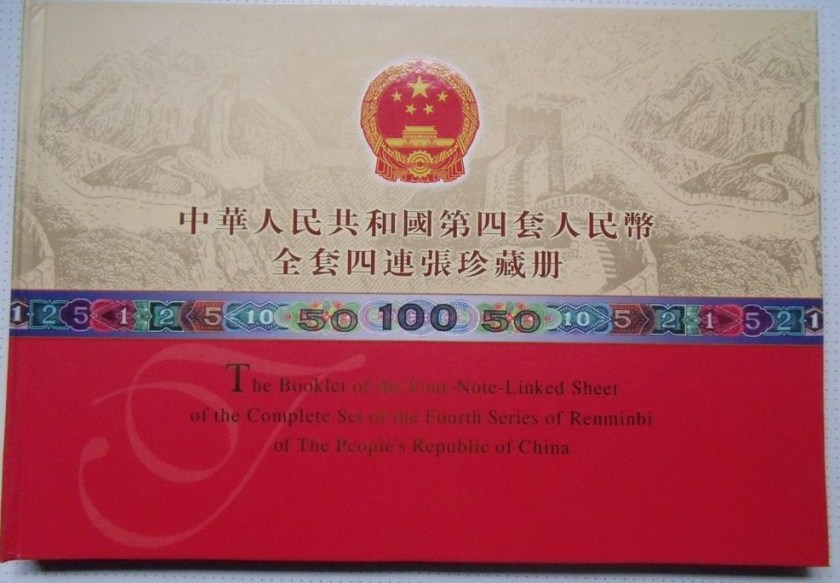 中華人民共和國第四套人民幣
全套四連張珍藏册
1 2 5 1 2 5 10 50 100 50 10 5 2 1 5 2 1
The Booklet of the Four-Note-Linked Sheet
of the Complete Set of the Fourth Series of Renminbi
of The People's Republic of China